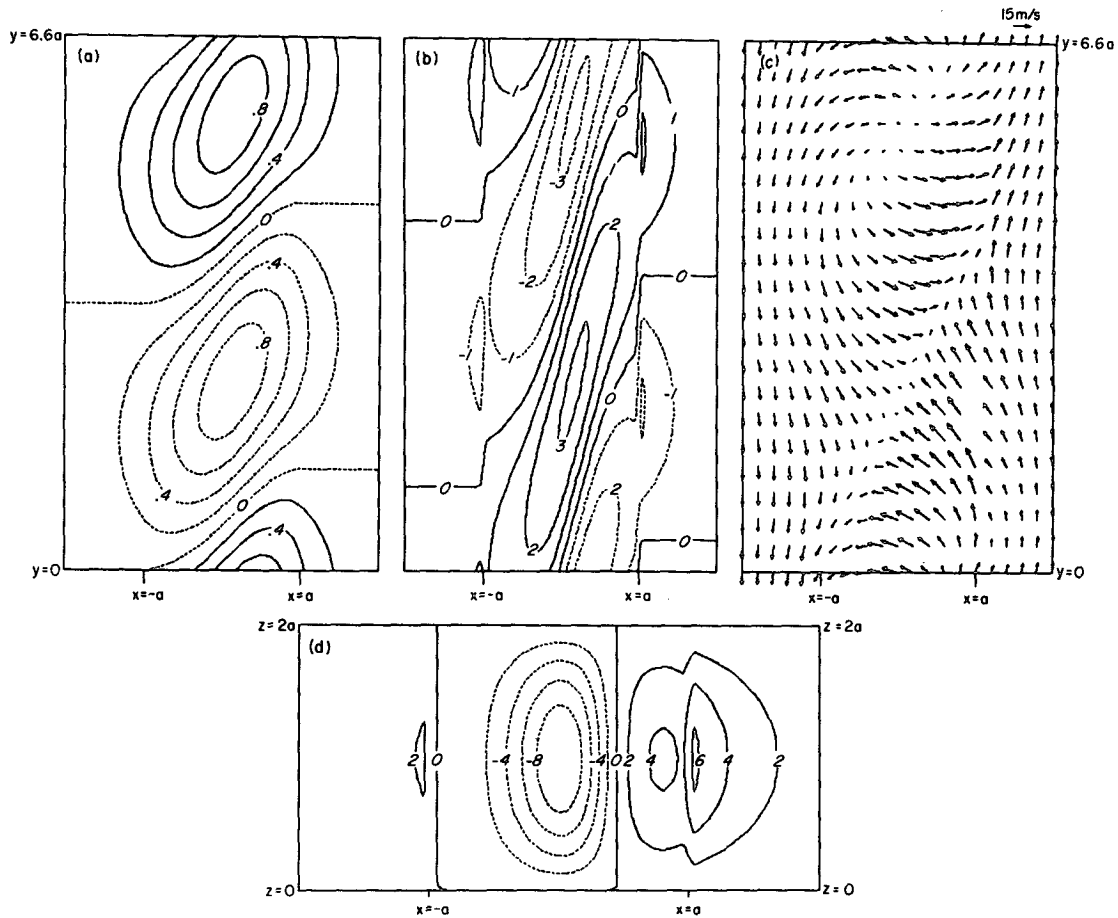 15m/s
y=6.6a
(a)
(b)
(c)
y=6.6a
.8
.4
0
.4
.8
.4
0
.4
y=0
x=-a
x=a
1
0
1
-3
0
-2
2
0
-1
-1
0
-1
3
0
2
2
0
x=-a
x=a
y=0
x=-a
x=a
z=2a
(d)
z=2a
2
0
-4
-8
-4
0
2
4
6
4
2
z=0
z=0
x=-a
x=a